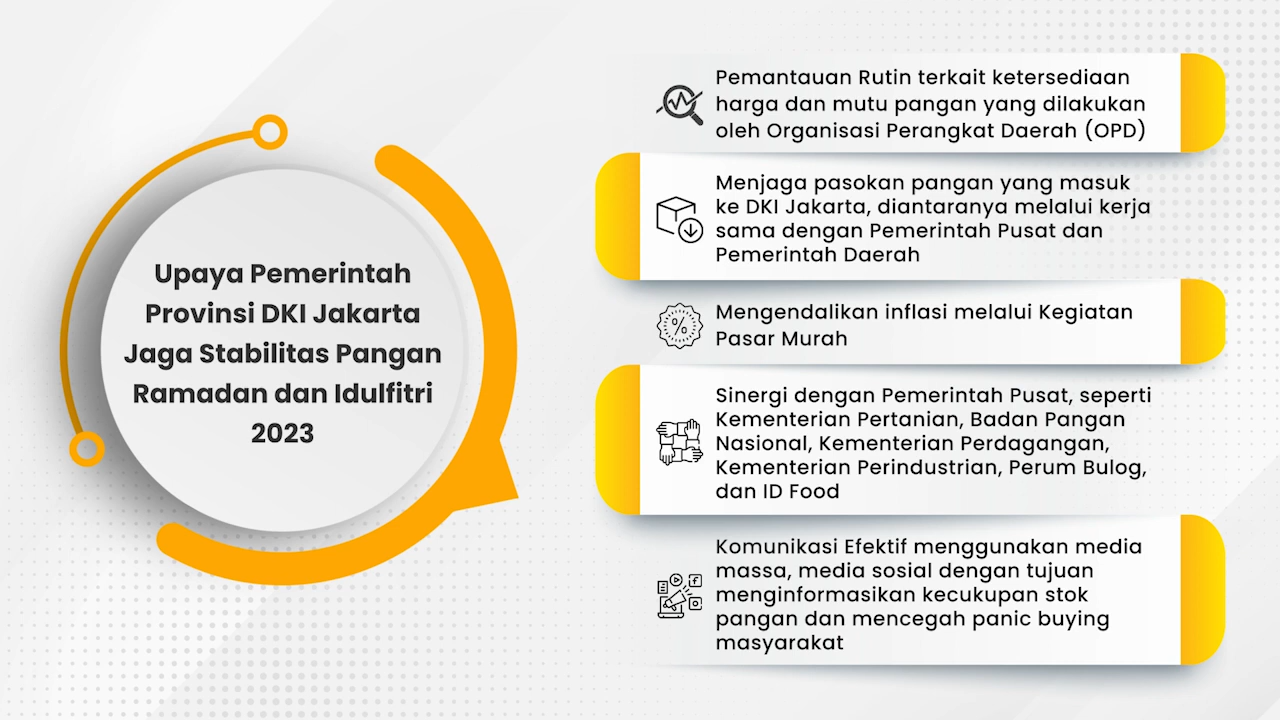 Upaya Pemerintah
Provinsi DKI Jakarta
Jaga Stabilitas Pangan
Ramadan dan Idulfitri
2023
Pemantauan Rutin terkait ketersediaan
harga dan mutu pangan yang dilakukan
oleh Organisasi Perangkat Daerah (OPD)
Menjaga pasokan pangan yang masuk
ke DKI Jakarta, diantaranya melalui kerja
sama dengan Pemerintah Pusat dan
Pemerintah Daerah
Mengendalikan inflasi melalui Kegiatan
Pasar Murah
Sinergi dengan Pemerintah Pusat, seperti
Kementerian Pertanian, Badan Pangan
Nasional, Kementerian Perdagangan,
Kementerian Perindustrian, Perum Bulog,
dan ID Food
Komunikasi Efektif menggunakan media
massa, media sosial dengan tujuan
menginformasikan kecukupan stok
pangan dan mencegah panic buying
masyarakat